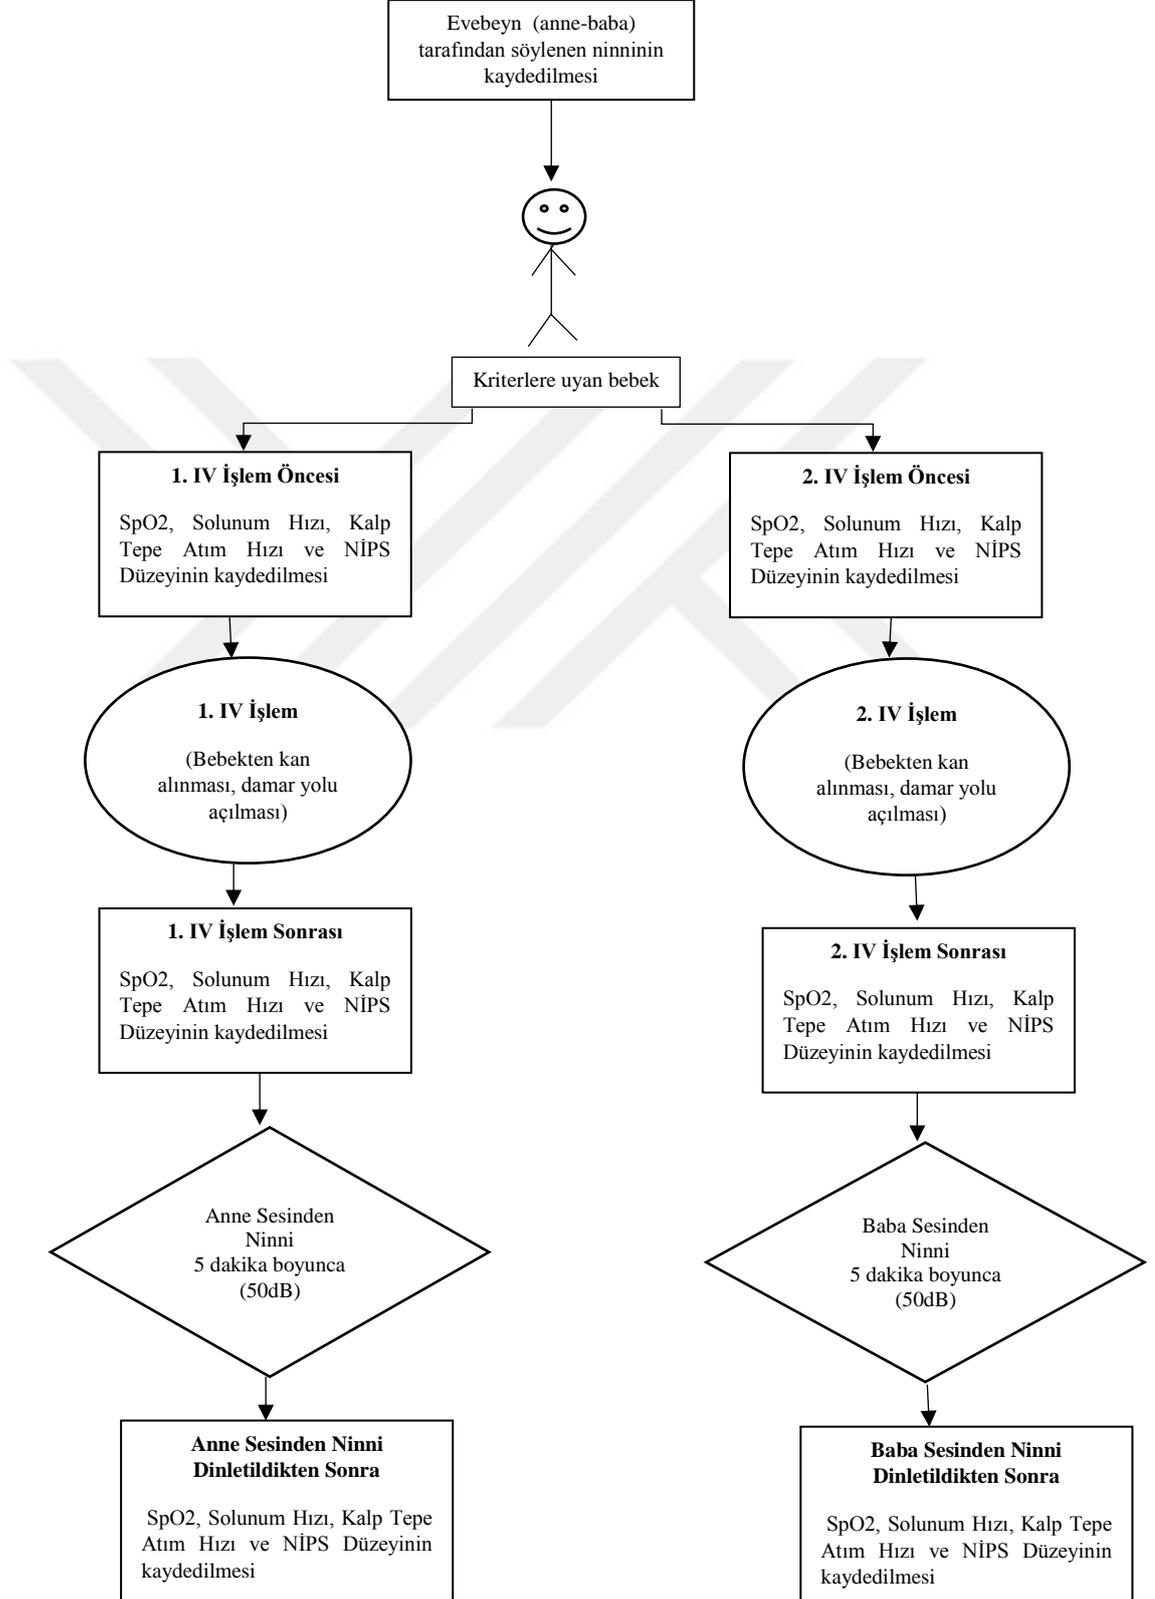 Evebeyn (anne-baba)
tarafından söylenen ninninin
kaydedilmesi
Kriterlere uyan bebek
1. IV İşlem Öncesi
SpO2, Solunum Hızı, Kalp
Tepe Atım Hızı ve NİPS
Düzeyinin kaydedilmesi
1. IV İşlem
(Bebekten kan
alınması, damar yolu
açılması)
1. IV İşlem Sonrası
SpO2, Solunum Hızı, Kalp
Tepe Atım Hızı ve NİPS
Düzeyinin kaydedilmesi
Anne Sesinden
Ninni
5 dakika boyunca
(50dB)
Anne Sesinden Ninni
Dinletildikten Sonra
SpO2, Solunum Hızı, Kalp Tepe
Atım Hızı ve NİPS Düzeyinin
kaydedilmesi
2. IV İşlem Öncesi
SpO2, Solunum Hızı, Kalp
Tepe Atım Hızı ve NİPS
Düzeyinin kaydedilmesi
2. IV İşlem
(Bebekten kan
alınması, damar yolu
açılması)
2. IV İşlem Sonrası
SpO2, Solunum Hızı, Kalp
Tepe Atım Hızı ve NİPS
Düzeyinin kaydedilmesi
Baba Sesinden
Ninni
5 dakika boyunca
(50dB)
Baba Sesinden Ninni
Dinletildikten Sonra
SpO2, Solunum Hızı, Kalp Tepe
Atım Hızı ve NİPS Düzeyinin
kaydedilmesi